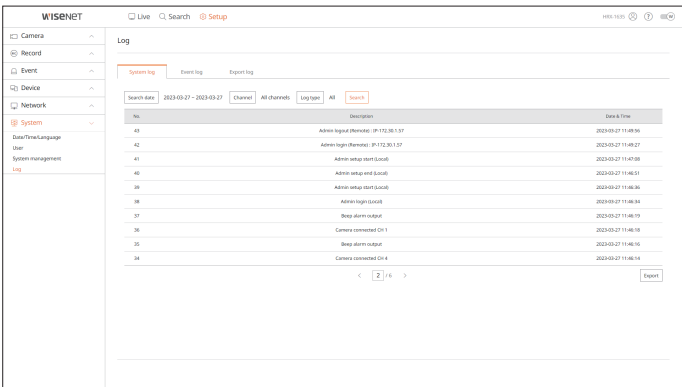 WISENET Live Search Setup HRX-1635 ?
Camera
Record
Event
Device
Network
System
Date/Time/Language
User
System management
Log
Log
System log Event log Export log
Search date 2023-03-27 ~ 2023-03-27 Channel All channels Log type All Search
No. Description Date & Time
43 Admin logout (Remote) : IP-172.30.1.57 2023-03-27 11:49:56
42 Admin login (Remote) : IP-172.30.1.57 2023-03-27 11:49:27
41 Admin setup start (Local) 2023-03-27 11:47:08
40 Admin setup end (Local) 2023-03-27 11:46:51
39 Admin setup start (Local) 2023-03-27 11:46:36
38 Admin login (Local) 2023-03-27 11:46:34
37 Beep alarm output 2023-03-27 11:46:19
36 Camera connected CH 1 2023-03-27 11:46:18
35 Beep alarm output 2023-03-27 11:46:16
34 Camera connected CH 4 2023-03-27 11:46:14
< 2 / 6 > Export